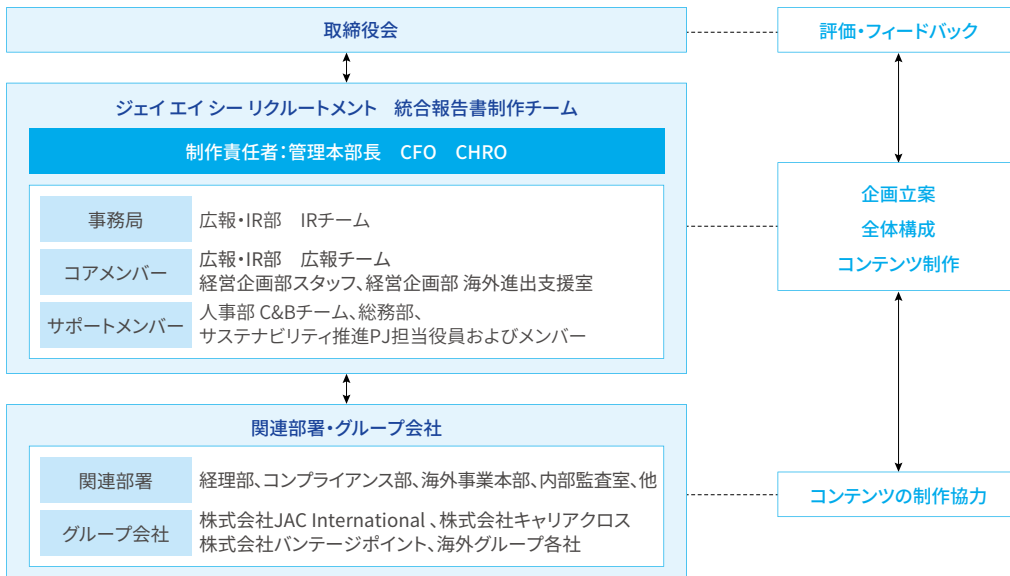 取締役会
評価・フィードバック
ジェイ エイ シー リクルートメント　統合報告書制作チーム
制作責任者：管理本部長　CFO　CHRO
事務局
広報・IR部　IRチーム
コアメンバー
広報・IR部　広報チーム
経営企画部スタッフ、経営企画部 海外進出支援室
サポートメンバー
人事部 C&Bチーム、総務部、
サステナビリティ推進PJ担当役員およびメンバー
企画立案
全体構成
コンテンツ制作
関連部署・グループ会社
関連部署
経理部、コンプライアンス部、海外事業本部、内部監査室、他
グループ会社
株式会社JAC International 、株式会社キャリアクロス
株式会社バンテージポイント、海外グループ各社
コンテンツの制作協力